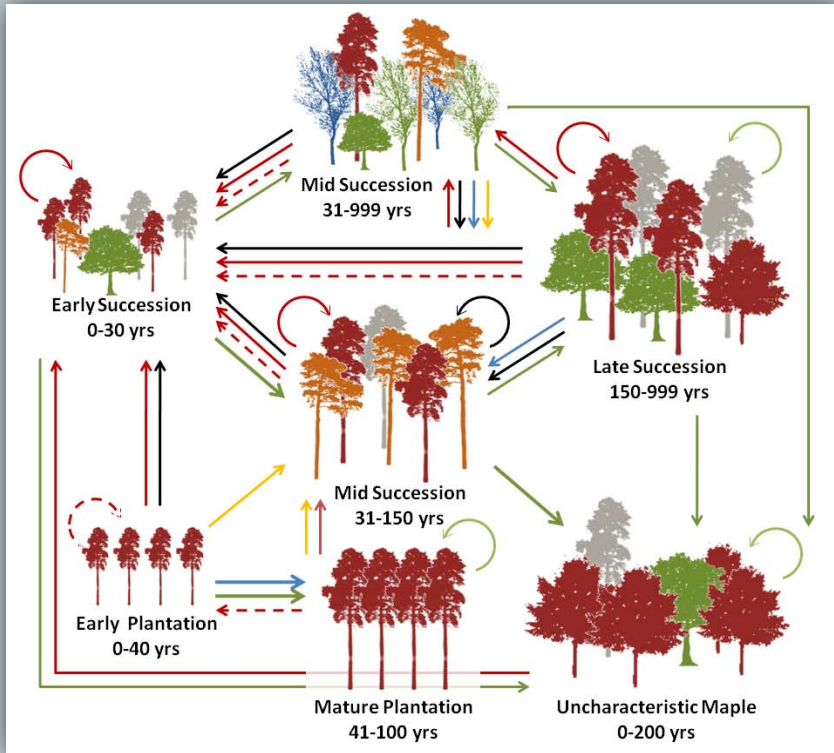 Mid Succession
31-999 yrs
Early Succession
0-30 yrs
Late Succession
150-999 yrs
Mid Succession
31-150 yrs
Early Plantation
0-40 yrs
Mature Plantation
41-100 yrs
Uncharacteristic Maple
0-200 yrs